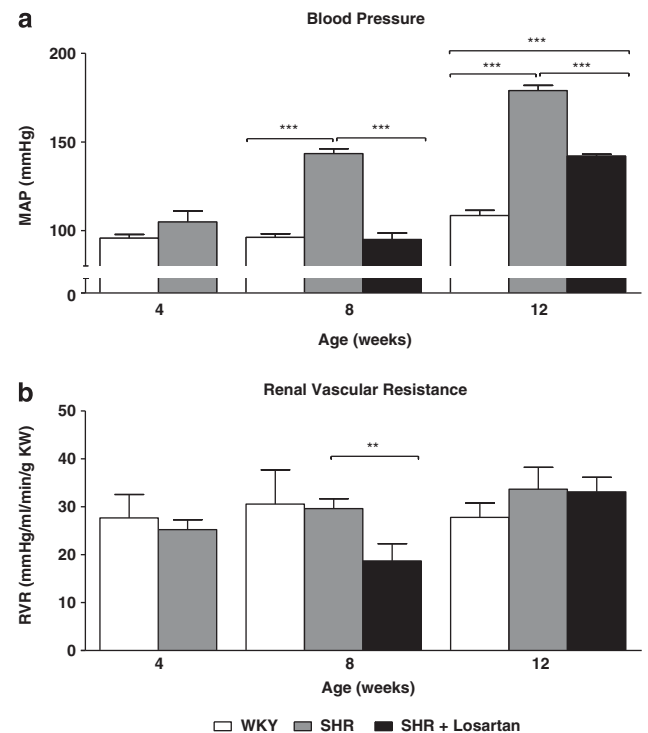 a
Blood Pressure
MAP (mmHg)
200
150
100
0
***
***
***
***
***
4
8
12
Age (weeks)
b
Renal Vascular Resistance
RVR (mmHg/ml/min/g KW)
50
40
30
20
10
0
**
4
8
12
Age (weeks)
WKY SHR SHR + Losartan